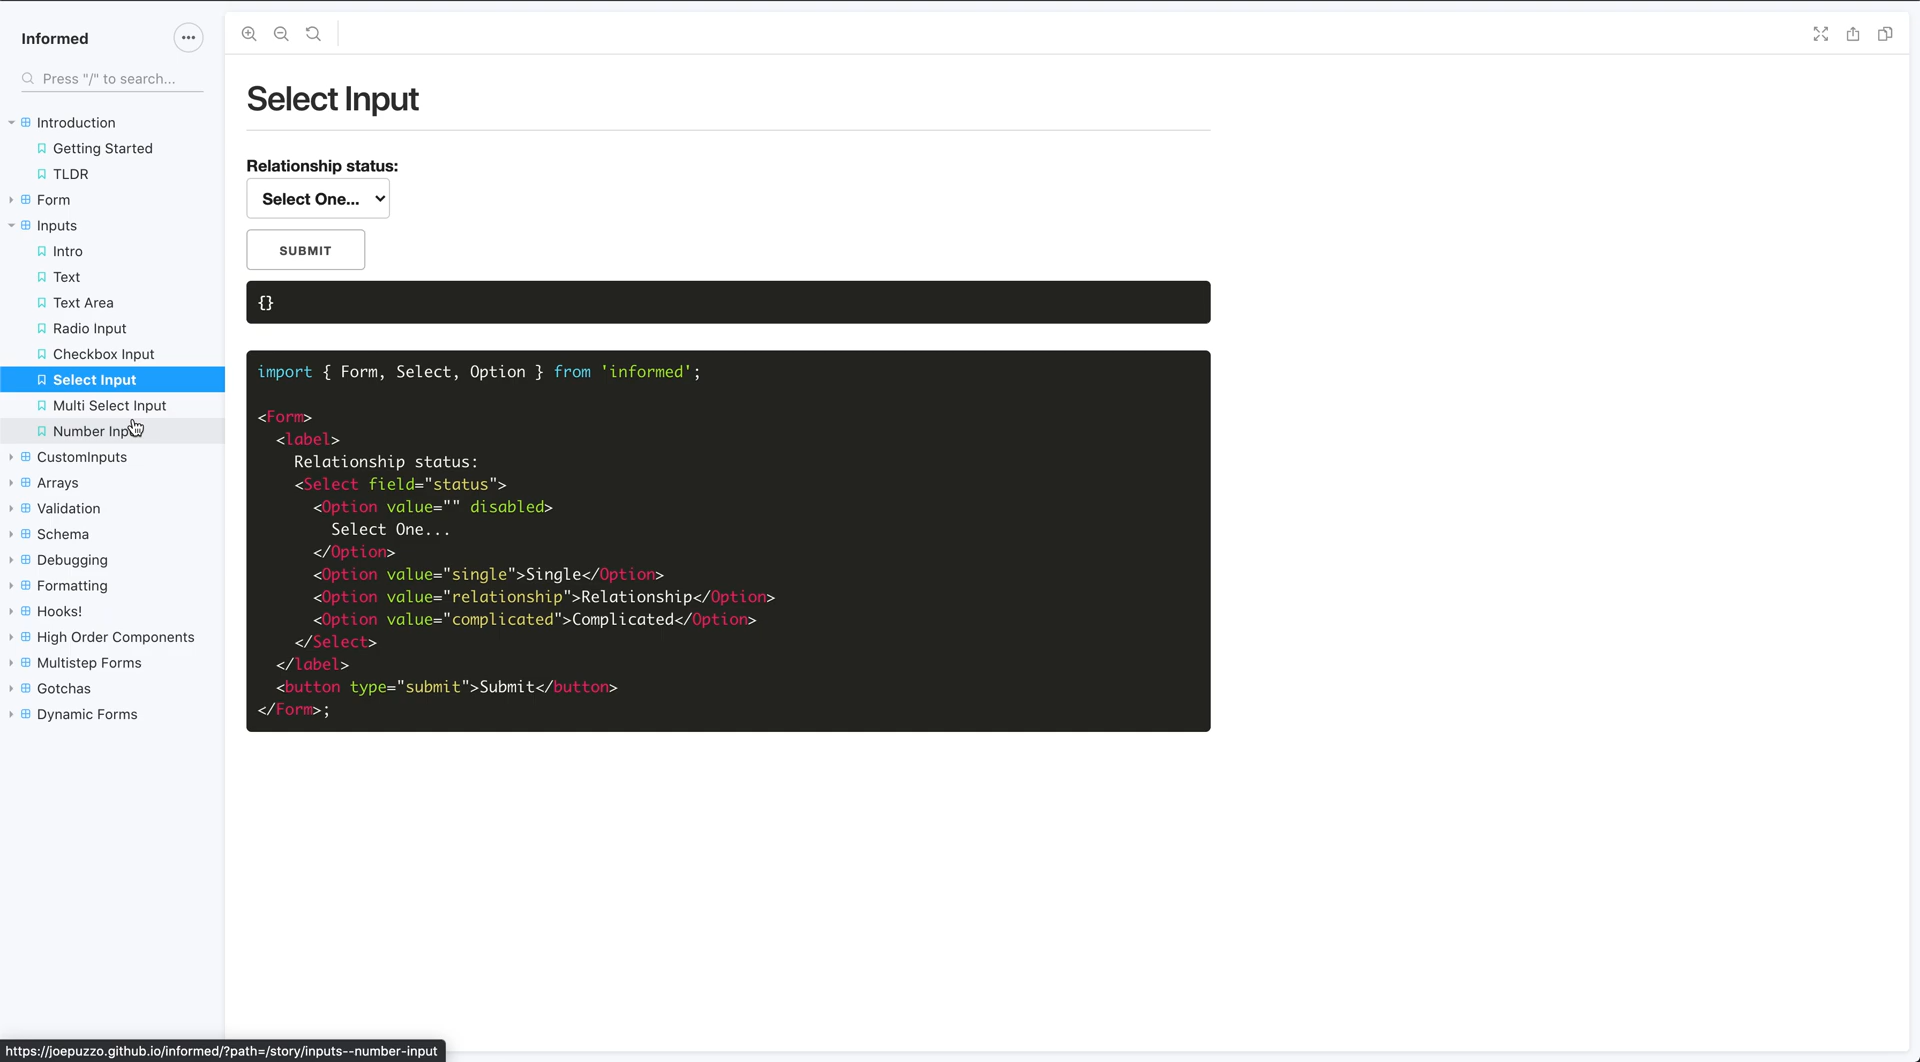 Informed
Press "/" to search...
Introduction
Getting Started
TLDR
Form
Inputs
Intro
Text
Text Area
Radio Input
Checkbox Input
Select Input
Multi Select Input
Number Input
CustomInputs
Arrays
Validation
Schema
Debugging
Formatting
Hooks!
High Order Components
Multistep Forms
Gotchas
Dynamic Forms
Select Input
Relationship status:
Select One...
SUBMIT
{}
import { Form, Select, Option } from 'informed';
<Form>
<label>
Relationship status:
<Select field="status">
<Option value="" disabled>
Select One...
</Option>
<Option value="single">Single</Option>
<Option value="relationship">Relationship</Option>
<Option value="complicated">Complicated</Option>
</Select>
</label>
<button type="submit">Submit</button>
</Form>;
https://joepuzzo.github.io/informed/?path=/story/inputs--number-input